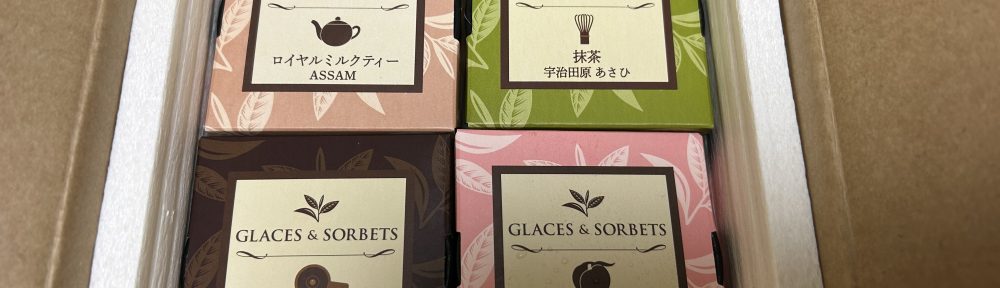 ロイヤルミルクティー
ASSAM
抹茶
宇治田原 あさひ
GLACES & SORBETS
GLACES & SORBETS